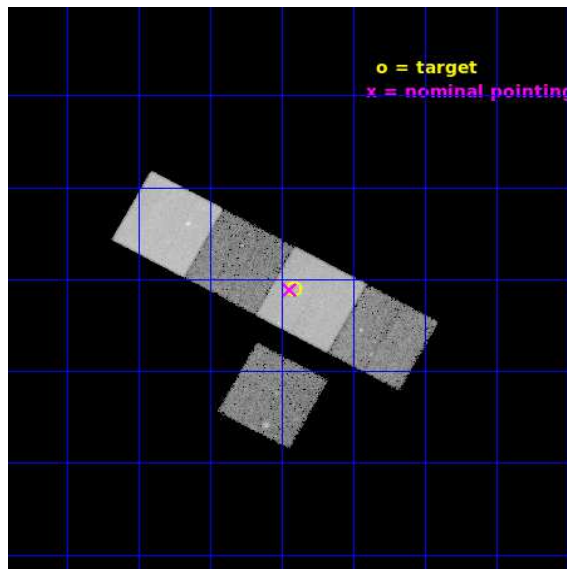 o = target
x = nominal pointing